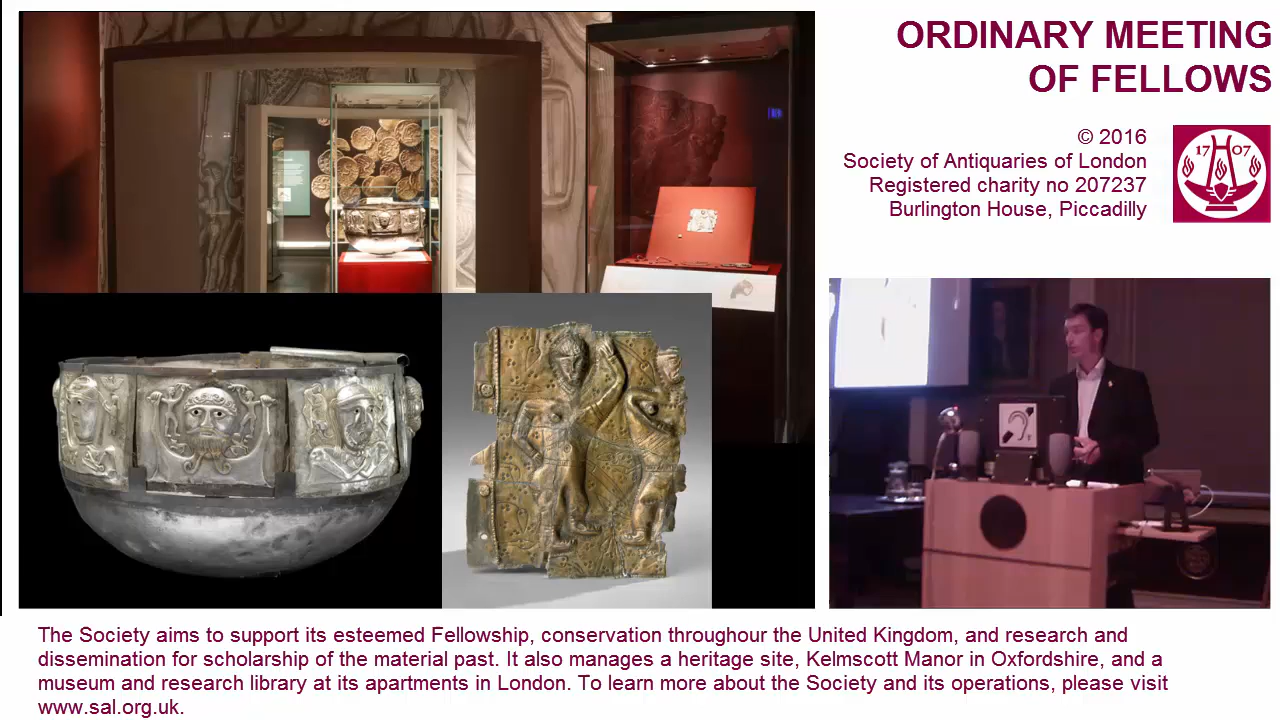 ORDINARY MEETING
OF FELLOWS
© 2016
Society of Antiquaries of London
Registered charity no 207237
Burlington House, Piccadilly
17 07
The Society aims to support its esteemed Fellowship, conservation throughour the United Kingdom, and research and
dissemination for scholarship of the material past. It also manages a heritage site, Kelmscott Manor in Oxfordshire, and a
museum and research library at its apartments in London. To learn more about the Society and its operations, please visit
www.sal.org.uk.